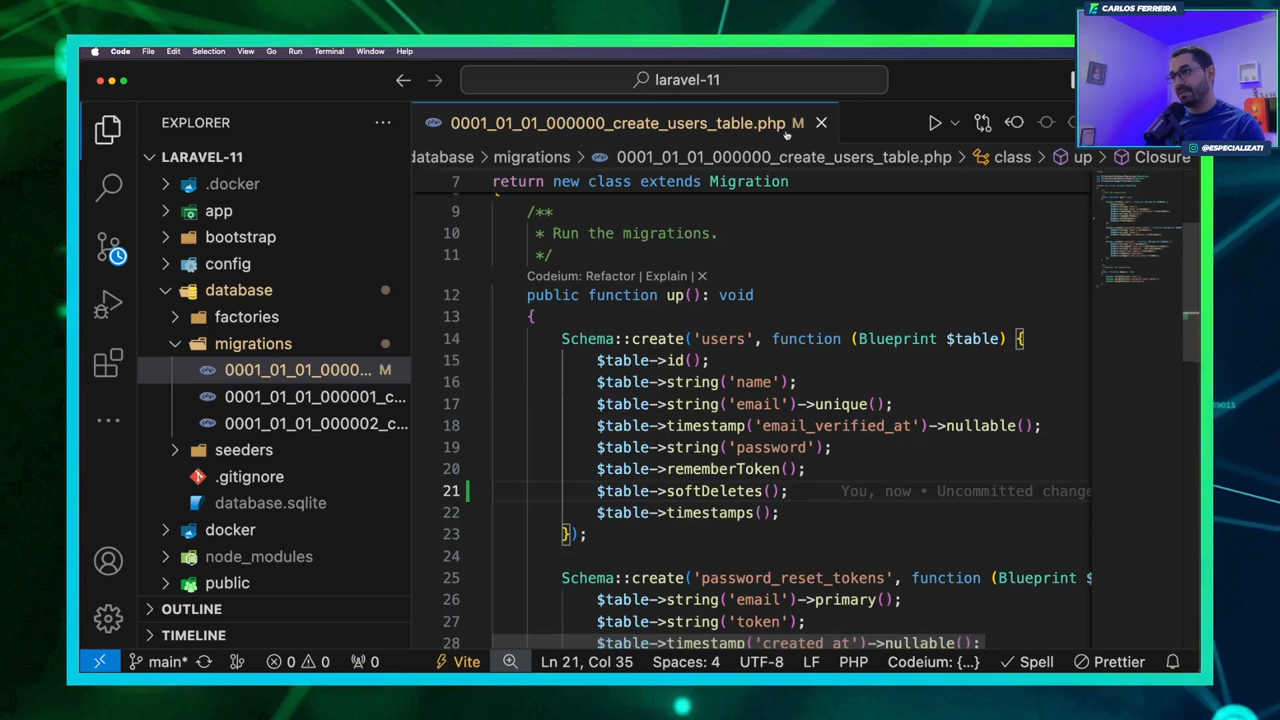 CARLOS FERREIRA
Code File Edit Selection View Go Run Terminal Window Help
laravel-11
EXPLORER
0001_01_01_000000_create_users_table.php M
LARAVEL-11
database > migrations > 0001_01_01_000000_create_users_table.php > class > up > Closure
@ESPECIALIZATI
.docker
app
bootstrap
config
database
factories
migrations
0001_01_01_0000... M
0001_01_01_000001_c...
0001_01_01_000002_c...
seeders
.gitignore
database.sqlite
docker
node_modules
public
OUTLINE
TIMELINE
7 return new class extends Migration
9 /**
10 * Run the migrations.
11 */
Codeium: Refactor | Explain | X
12 public function up(): void
13 {
14 Schema::create('users', function (Blueprint $table) {
15 $table->id();
16 $table->string('name');
17 $table->string('email')->unique();
18 $table->timestamp('email_verified_at')->nullable();
19 $table->string('password');
20 $table->rememberToken();
21 $table->softDeletes(); You, now • Uncommitted change
22 $table->timestamps();
23 });
24
25 Schema::create('password_reset_tokens', function (Blueprint $
26 $table->string('email')->primary();
27 $table->string('token');
28 $table->timestamp('created_at')->nullable();
main* 0 0 0 Vite Ln 21, Col 35 Spaces: 4 UTF-8 LF PHP Codeium: {...} Spell Prettier